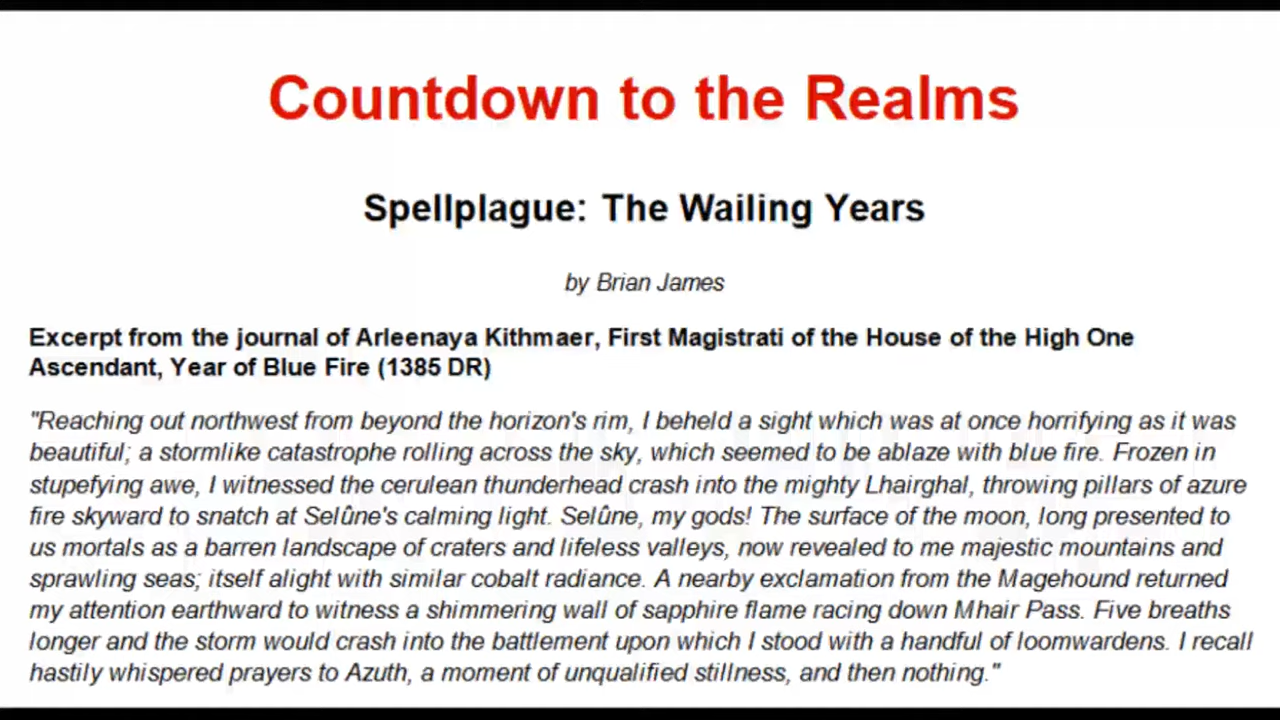 Countdown to the Realms
Spellplague: The Wailing Years
by Brian James
Excerpt from the journal of Arleenaya Kithmaer, First Magistrati of the House of the High One
Ascendant, Year of Blue Fire (1385 DR)
"Reaching out northwest from beyond the horizon's rim, I beheld a sight which was at once horrifying as it was
beautiful; a stormlike catastrophe rolling across the sky, which seemed to be ablaze with blue fire. Frozen in
stupefying awe, I witnessed the cerulean thunderhead crash into the mighty Lhairghal, throwing pillars of azure
fire skyward to snatch at Selûne's calming light. Selûne, my gods! The surface of the moon, long presented to
us mortals as a barren landscape of craters and lifeless valleys, now revealed to me majestic mountains and
sprawling seas; itself alight with similar cobalt radiance. A nearby exclamation from the Magehound returned
my attention earthward to witness a shimmering wall of sapphire flame racing down Mhair Pass. Five breaths
longer and the storm would crash into the battlement upon which I stood with a handful of loomwardens. I recall
hastily whispered prayers to Azuth, a moment of unqualified stillness, and then nothing."